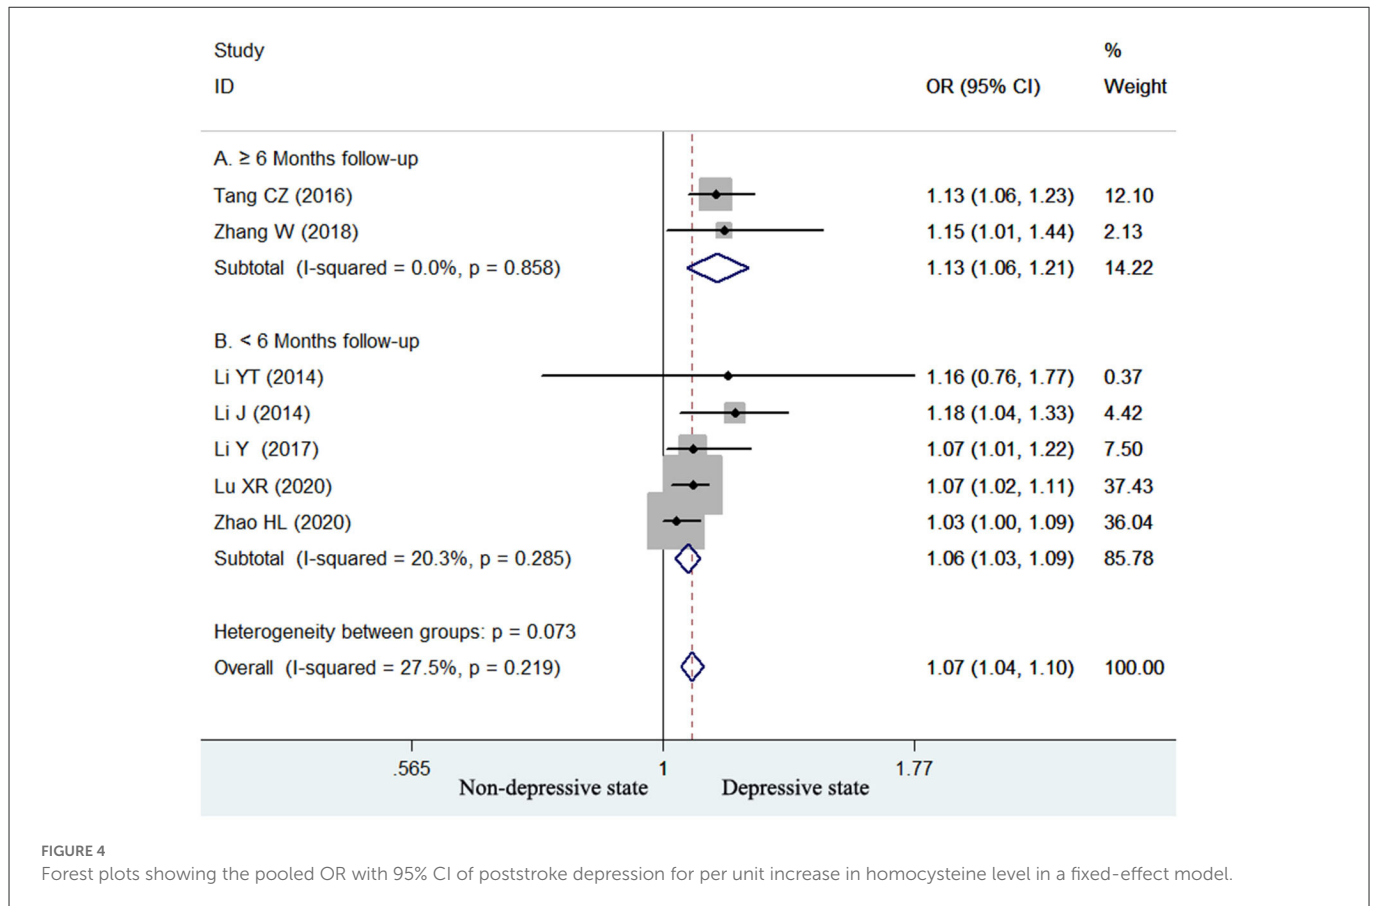 Study %
ID OR (95% CI) Weight
A. ≥ 6 Months follow-up
Tang CZ (2016) 1.13 (1.06, 1.23) 12.10
Zhang W (2018) 1.15 (1.01, 1.44) 2.13
Subtotal (I-squared = 0.0%, p = 0.858) 1.13 (1.06, 1.21) 14.22
B. < 6 Months follow-up
Li YT (2014) 1.16 (0.76, 1.77) 0.37
Li J (2014) 1.18 (1.04, 1.33) 4.42
Li Y (2017) 1.07 (1.01, 1.22) 7.50
Lu XR (2020) 1.07 (1.02, 1.11) 37.43
Zhao HL (2020) 1.03 (1.00, 1.09) 36.04
Subtotal (I-squared = 20.3%, p = 0.285) 1.06 (1.03, 1.09) 85.78
Heterogeneity between groups: p = 0.073
Overall (I-squared = 27.5%, p = 0.219) 1.07 (1.04, 1.10) 100.00
.565 1 1.77
Non-depressive state Depressive state
FIGURE 4
Forest plots showing the pooled OR with 95% CI of poststroke depression for per unit increase in homocysteine level in a fixed-effect model.